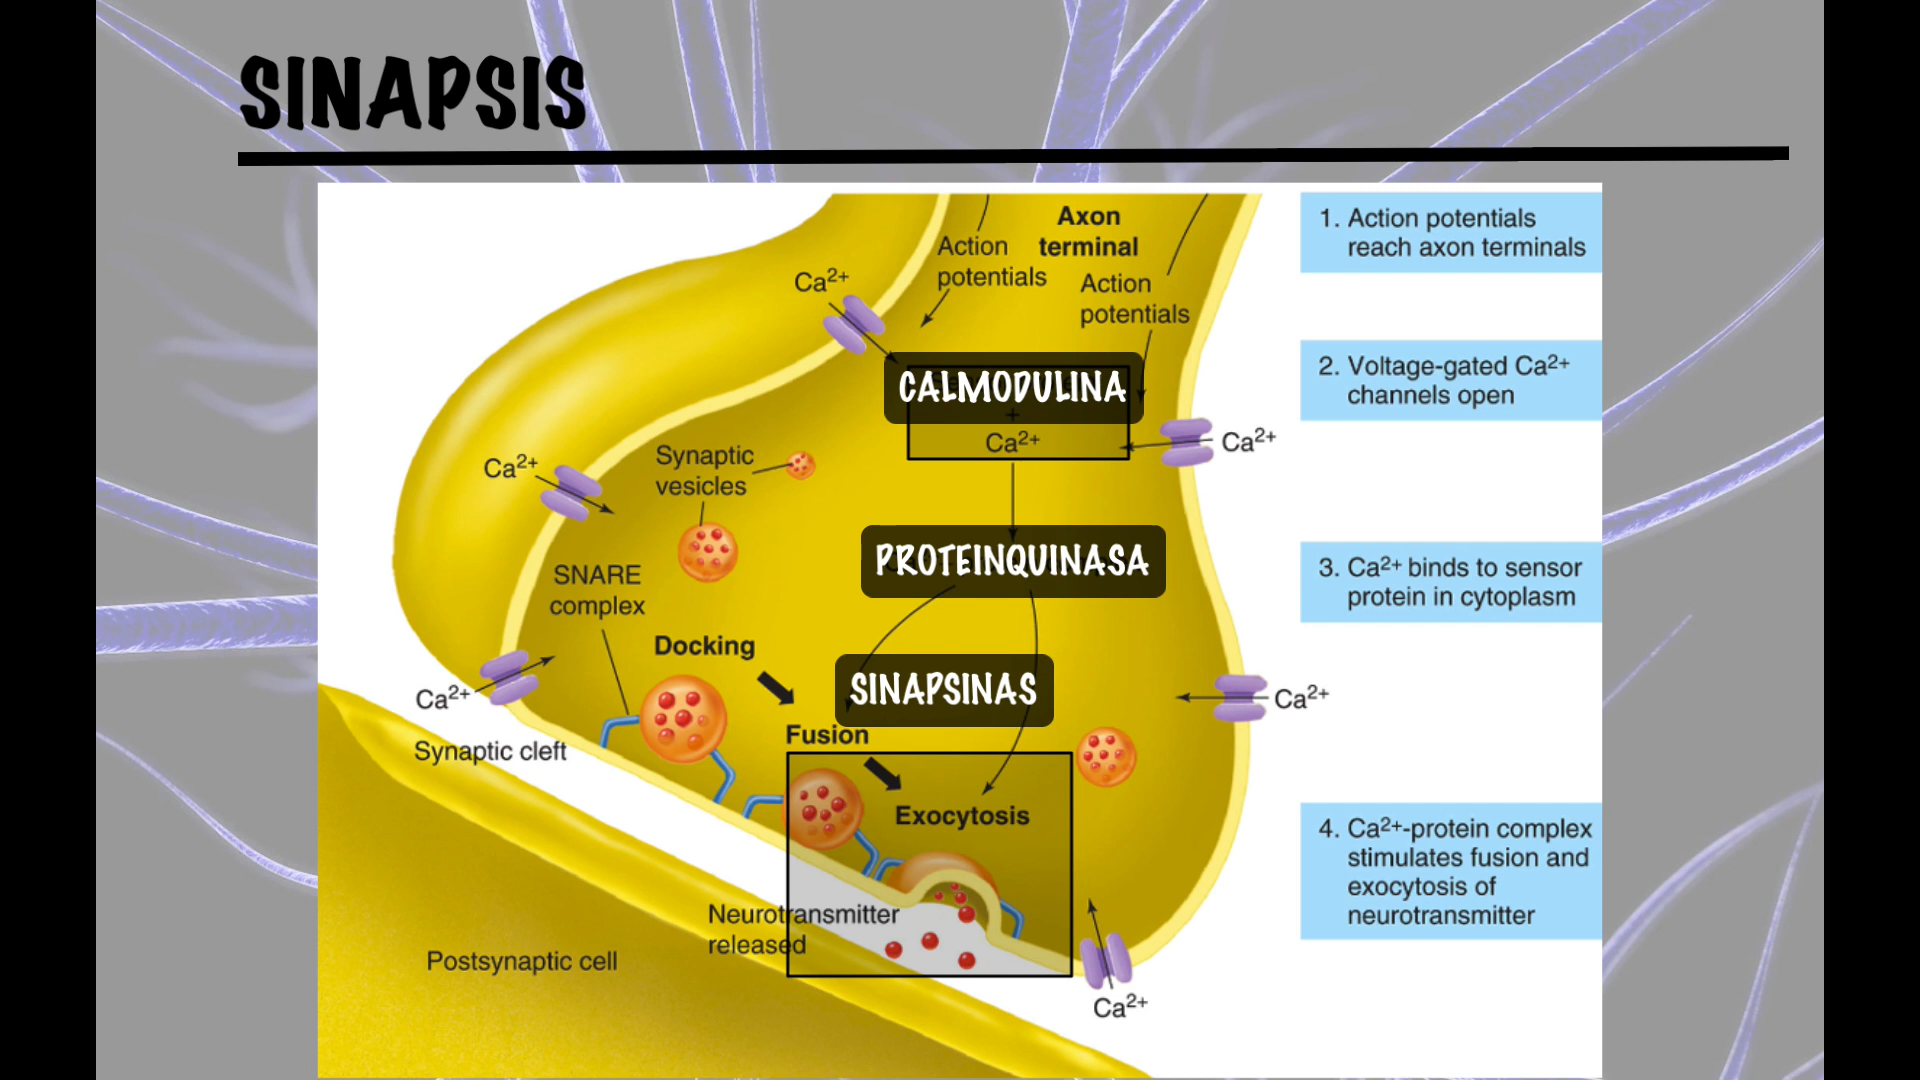 SINAPSIS
Axon
terminal
Action
potentials
Action
potentials
Ca²⁺
CALMODULINA
+
Ca²⁺
Ca²⁺
Ca²⁺
Synaptic
vesicles
PROTEINQUINASA
SNARE
complex
Docking
SINAPSINAS
Ca²⁺
Ca²⁺
Fusion
Synaptic cleft
Exocytosis
Neurotransmitter
released
Postsynaptic cell
Ca²⁺
1. Action potentials
reach axon terminals
2. Voltage-gated Ca²⁺
channels open
3. Ca²⁺ binds to sensor
protein in cytoplasm
4. Ca²⁺-protein complex
stimulates fusion and
exocytosis of
neurotransmitter